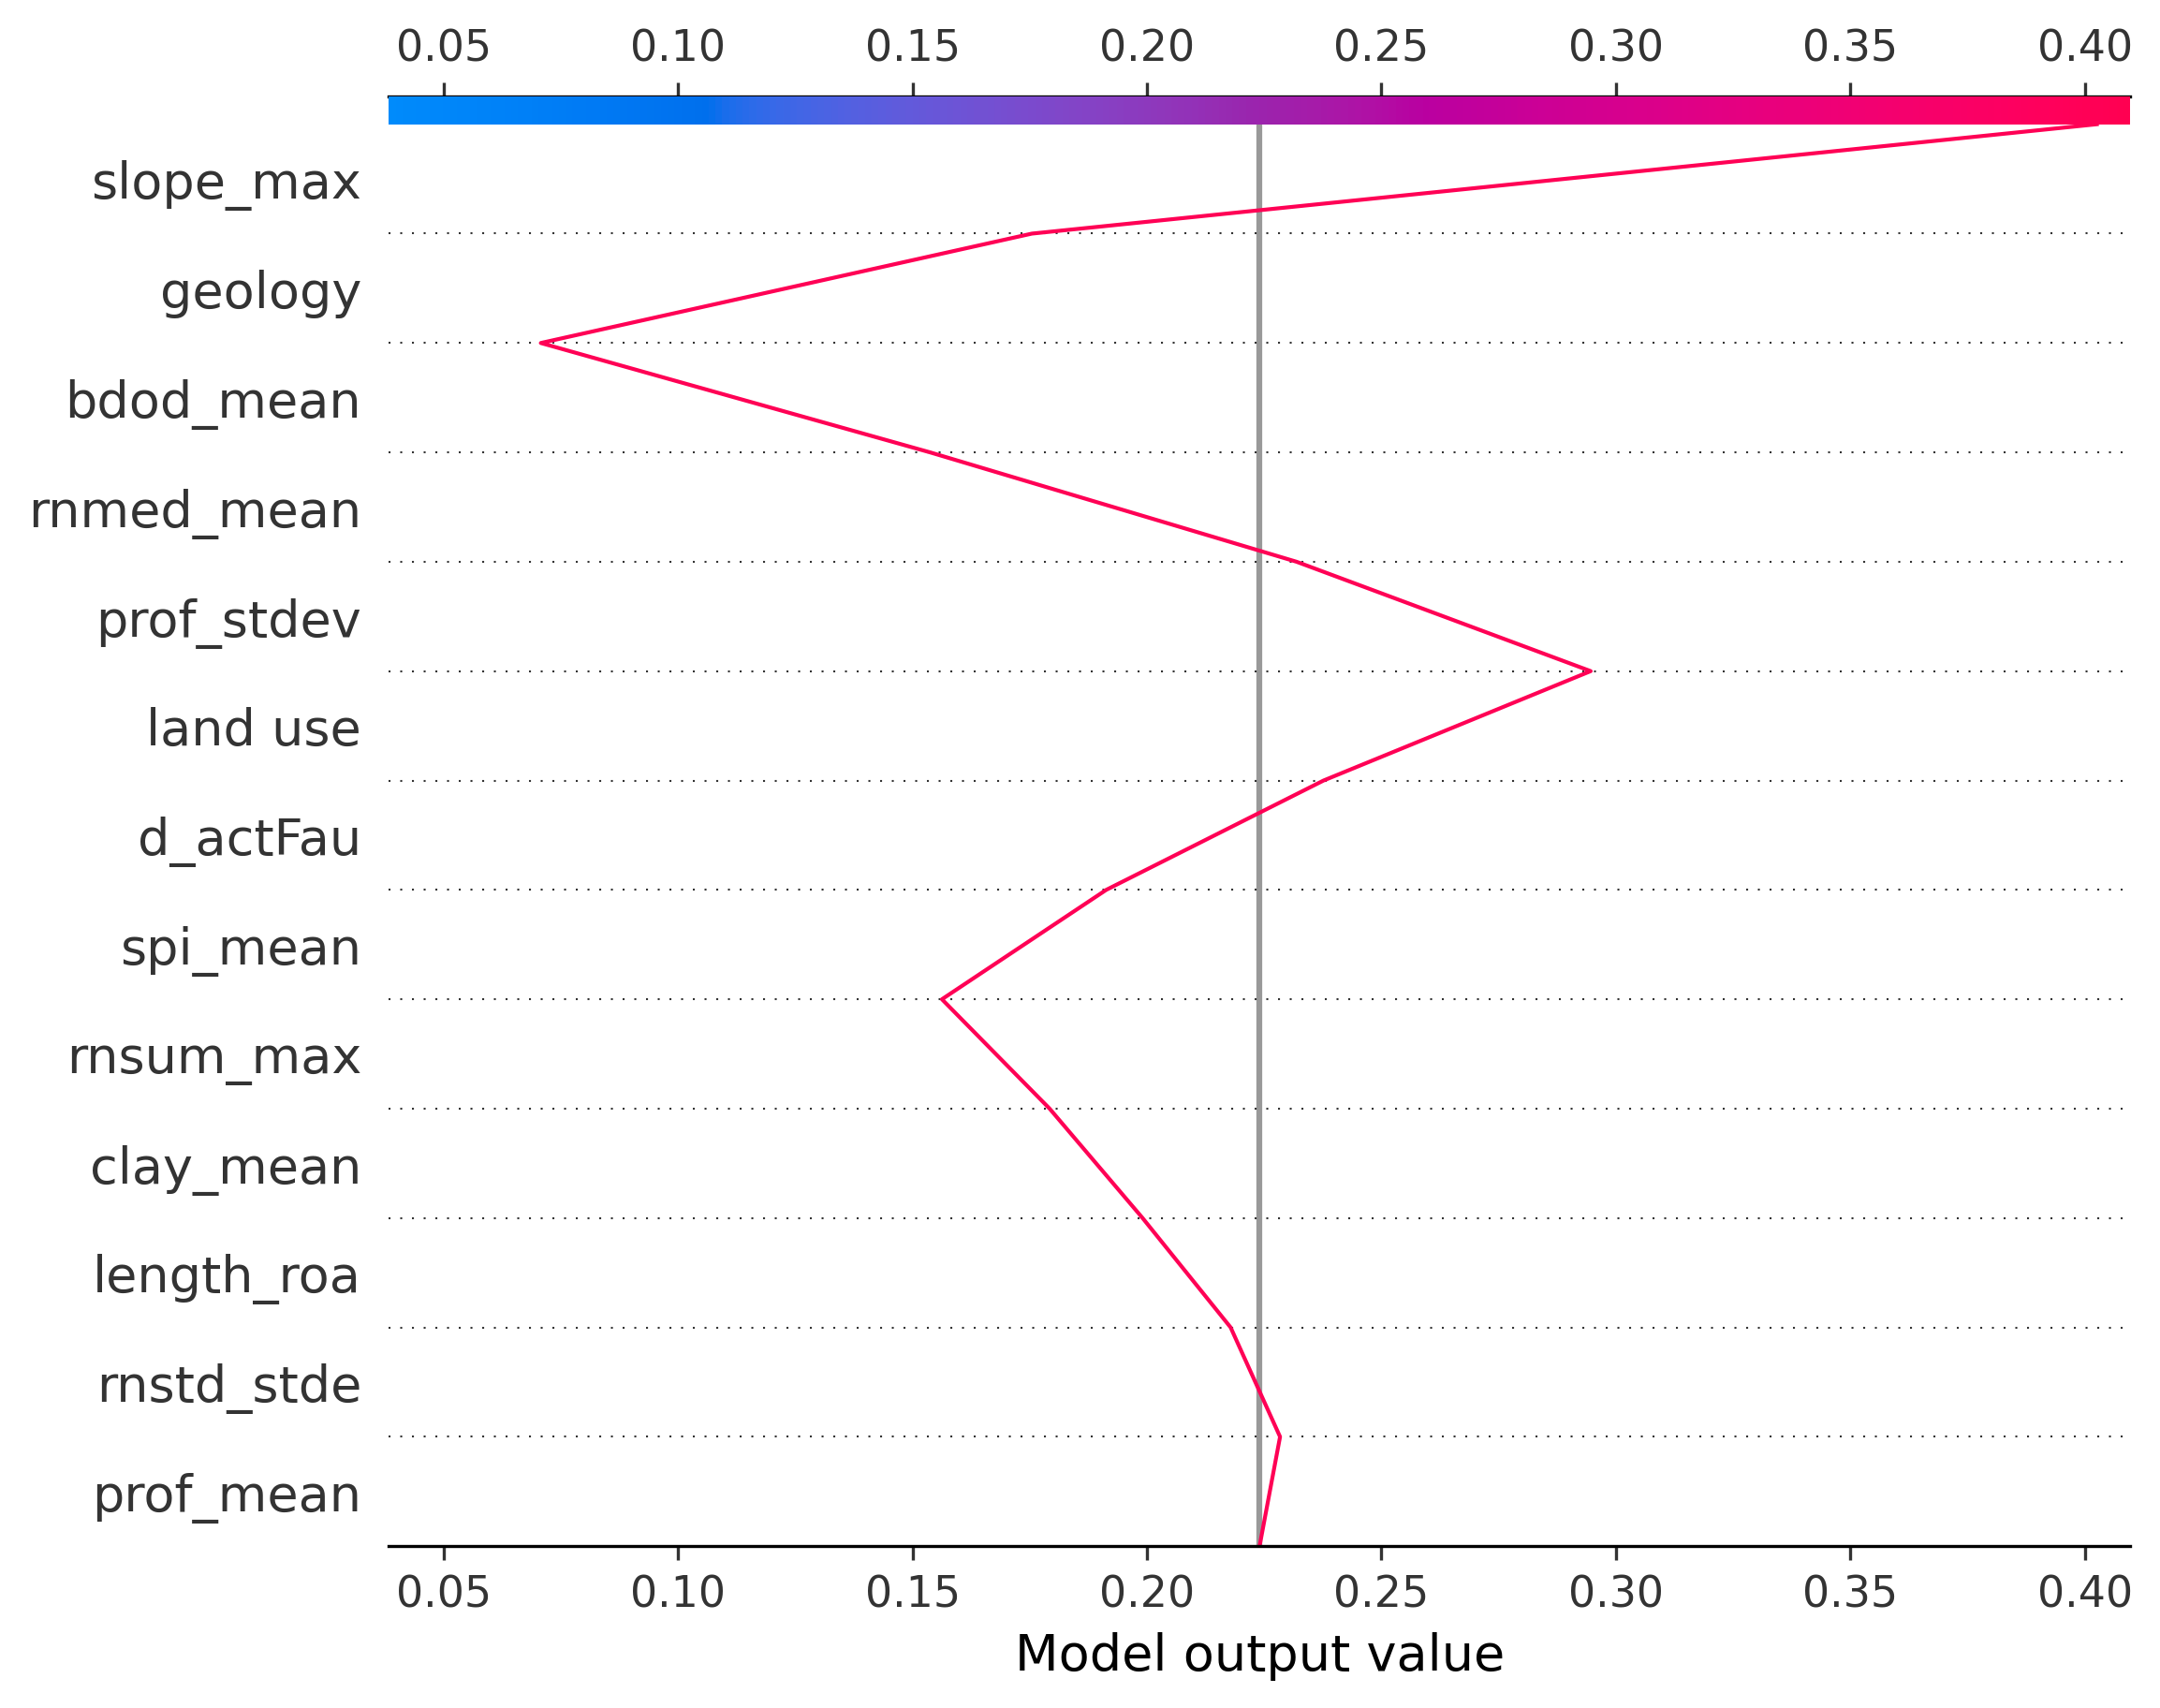 0.05 0.10 0.15 0.20 0.25 0.30 0.35 0.40
slope_max
geology
bdod_mean
rnmed_mean
prof_stdev
land use
d_actFau
spi_mean
rnsum_max
clay_mean
length_roa
rnstd_stde
prof_mean
0.05 0.10 0.15 0.20 0.25 0.30 0.35 0.40
Model output value